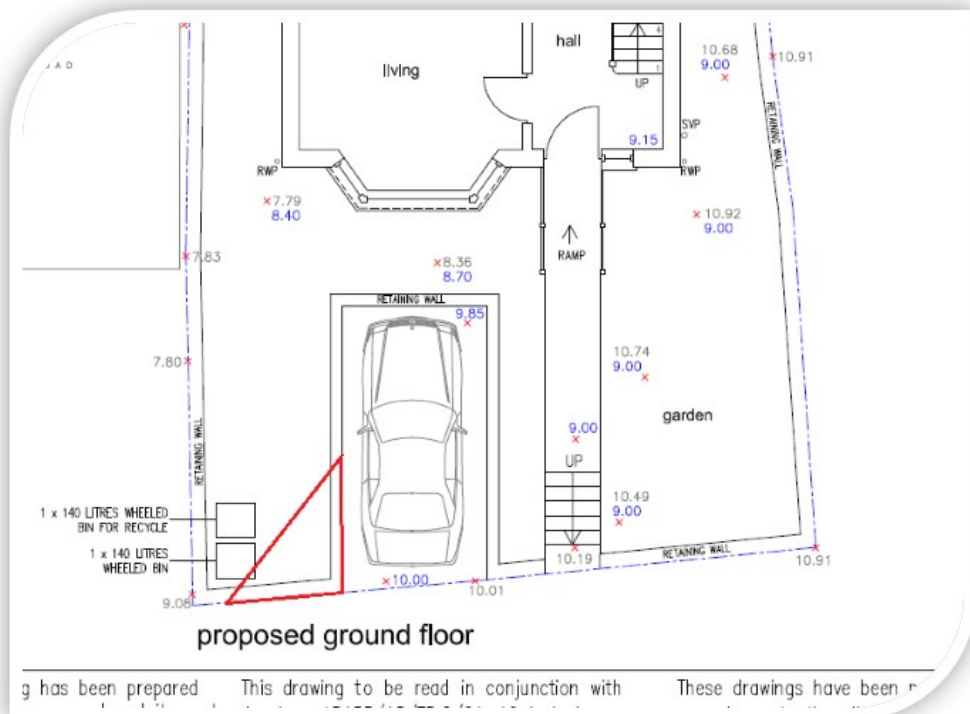 hall
living
UP
4
1
10.68
9.00
10.91
RETAINING WALL
SVP
9.15
RWP
RWP
7.79
8.40
10.92
9.00
7.83
RAMP
8.36
8.70
RETAINING WALL
9.85
7.80
10.74
9.00
garden
RETAINING WALL
9.00
UP
10.49
9.00
1 x 140 LITRES WHEELED
BIN FOR RECYCLE
1 x 140 LITRES
WHEELED BIN
RETAINING WALL
10.19
10.91
10.00
10.01
9.08
proposed ground floor
g has been prepared
This drawing to be read in conjunction with
These drawings have been